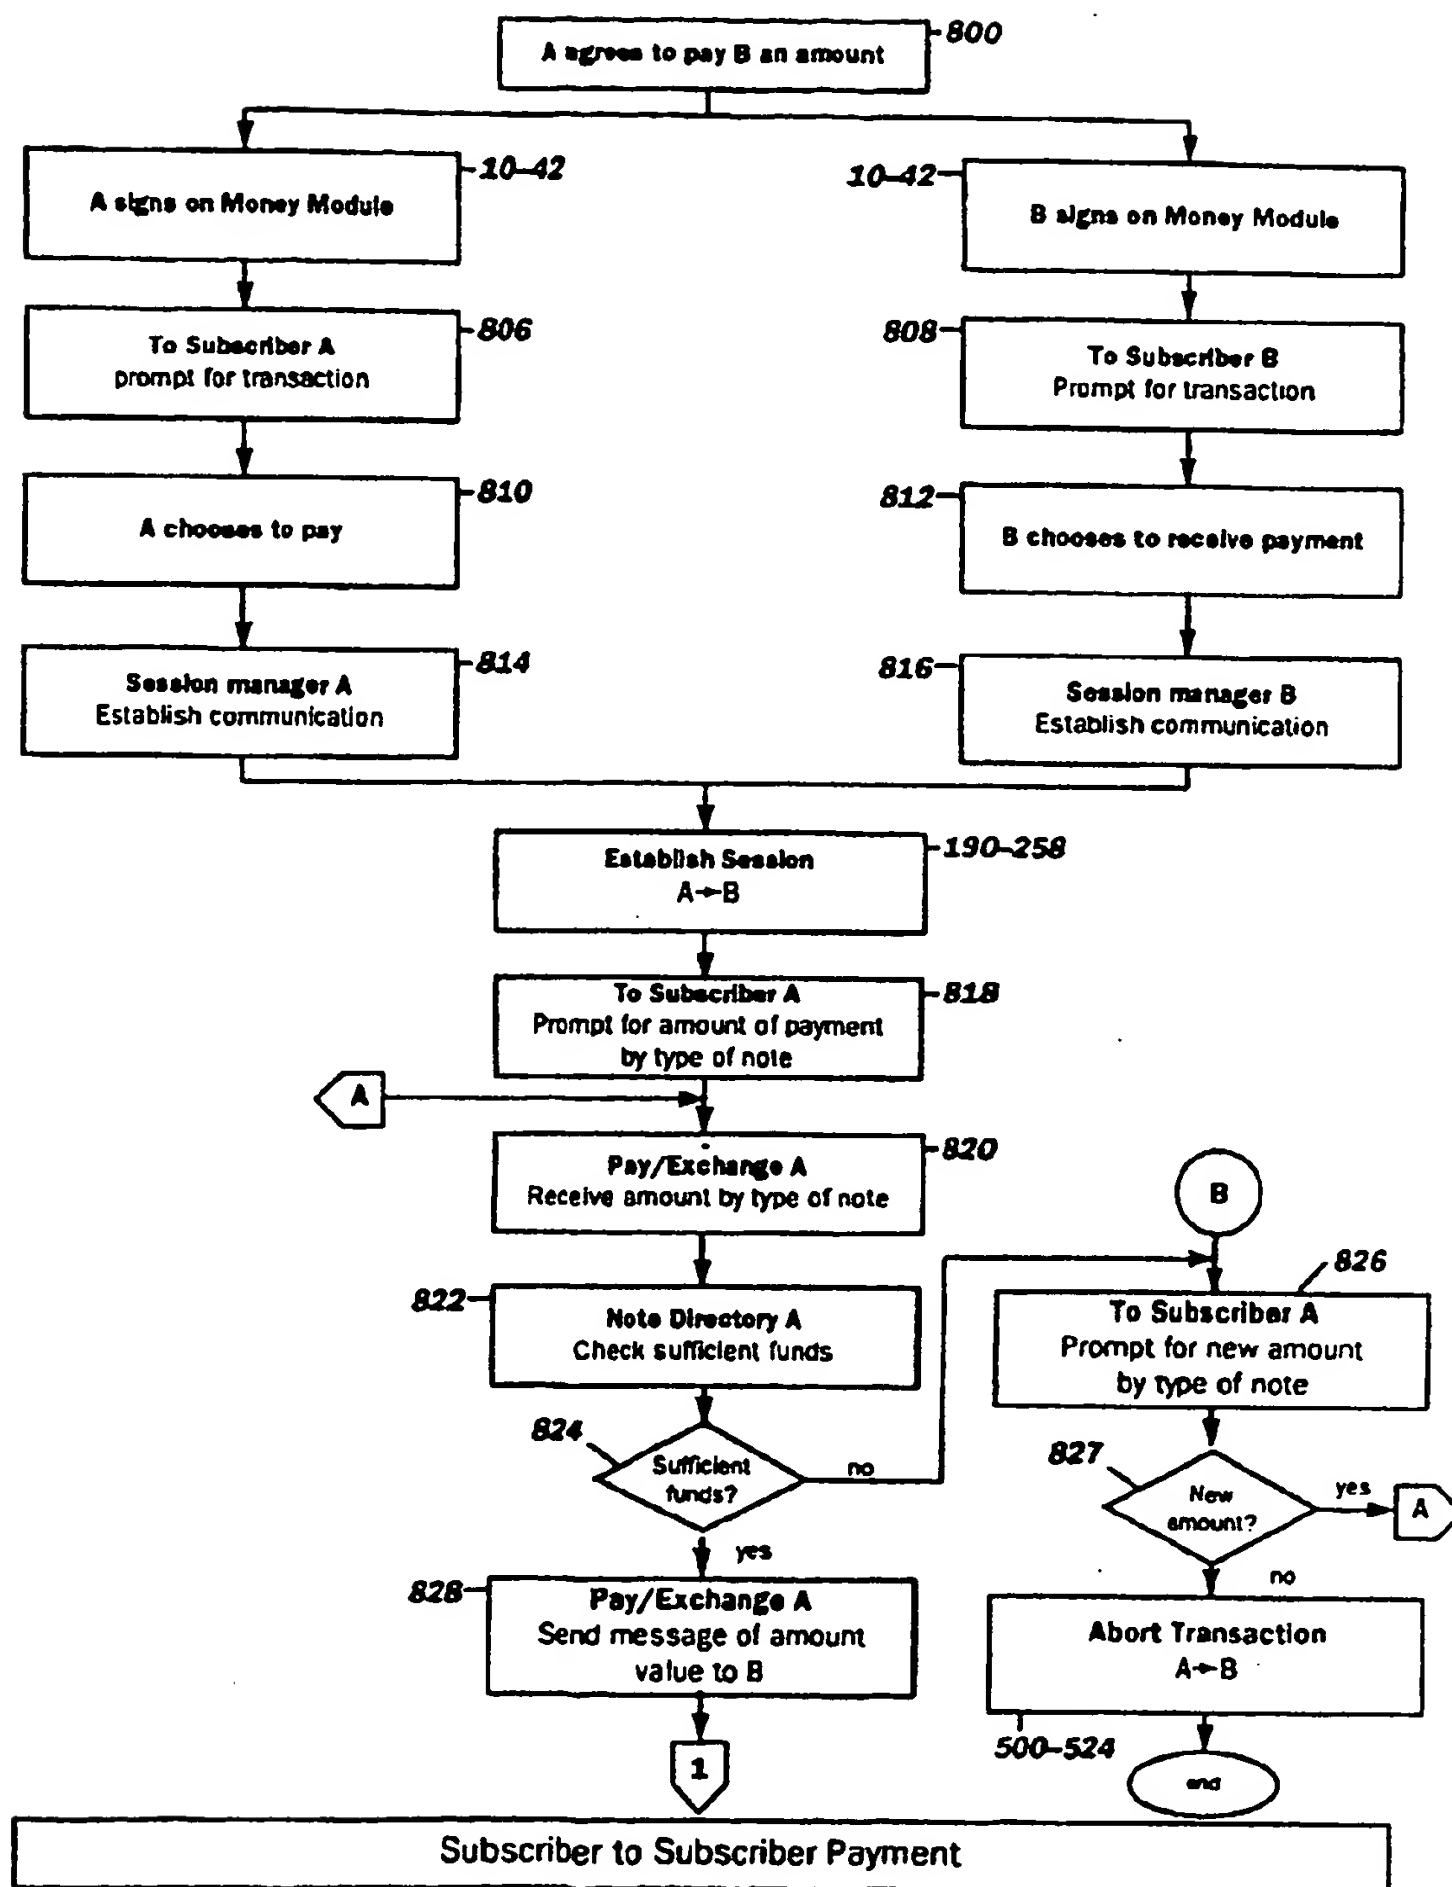 A agrees to pay B an amount
800
A signs on Money Module
10-42
10-42
B signs on Money Module
To Subscriber A
prompt for transaction
806
808
To Subscriber B
Prompt for transaction
A chooses to pay
810
812
B chooses to receive payment
Session manager A
Establish communication
814
816
Session manager B
Establish communication
Establish Session
A→B
190-258
To Subscriber A
Prompt for amount of payment
by type of note
818
A
Pay/Exchange A
Receive amount by type of note
820
B
822
Note Directory A
Check sufficient funds
826
To Subscriber A
Prompt for new amount
by type of note
824
Sufficient
funds?
no
yes
827
New
amount?
yes
A
no
828
Pay/Exchange A
Send message of amount
value to B
Abort Transaction
A→B
500-524
1
end
Subscriber to Subscriber Payment